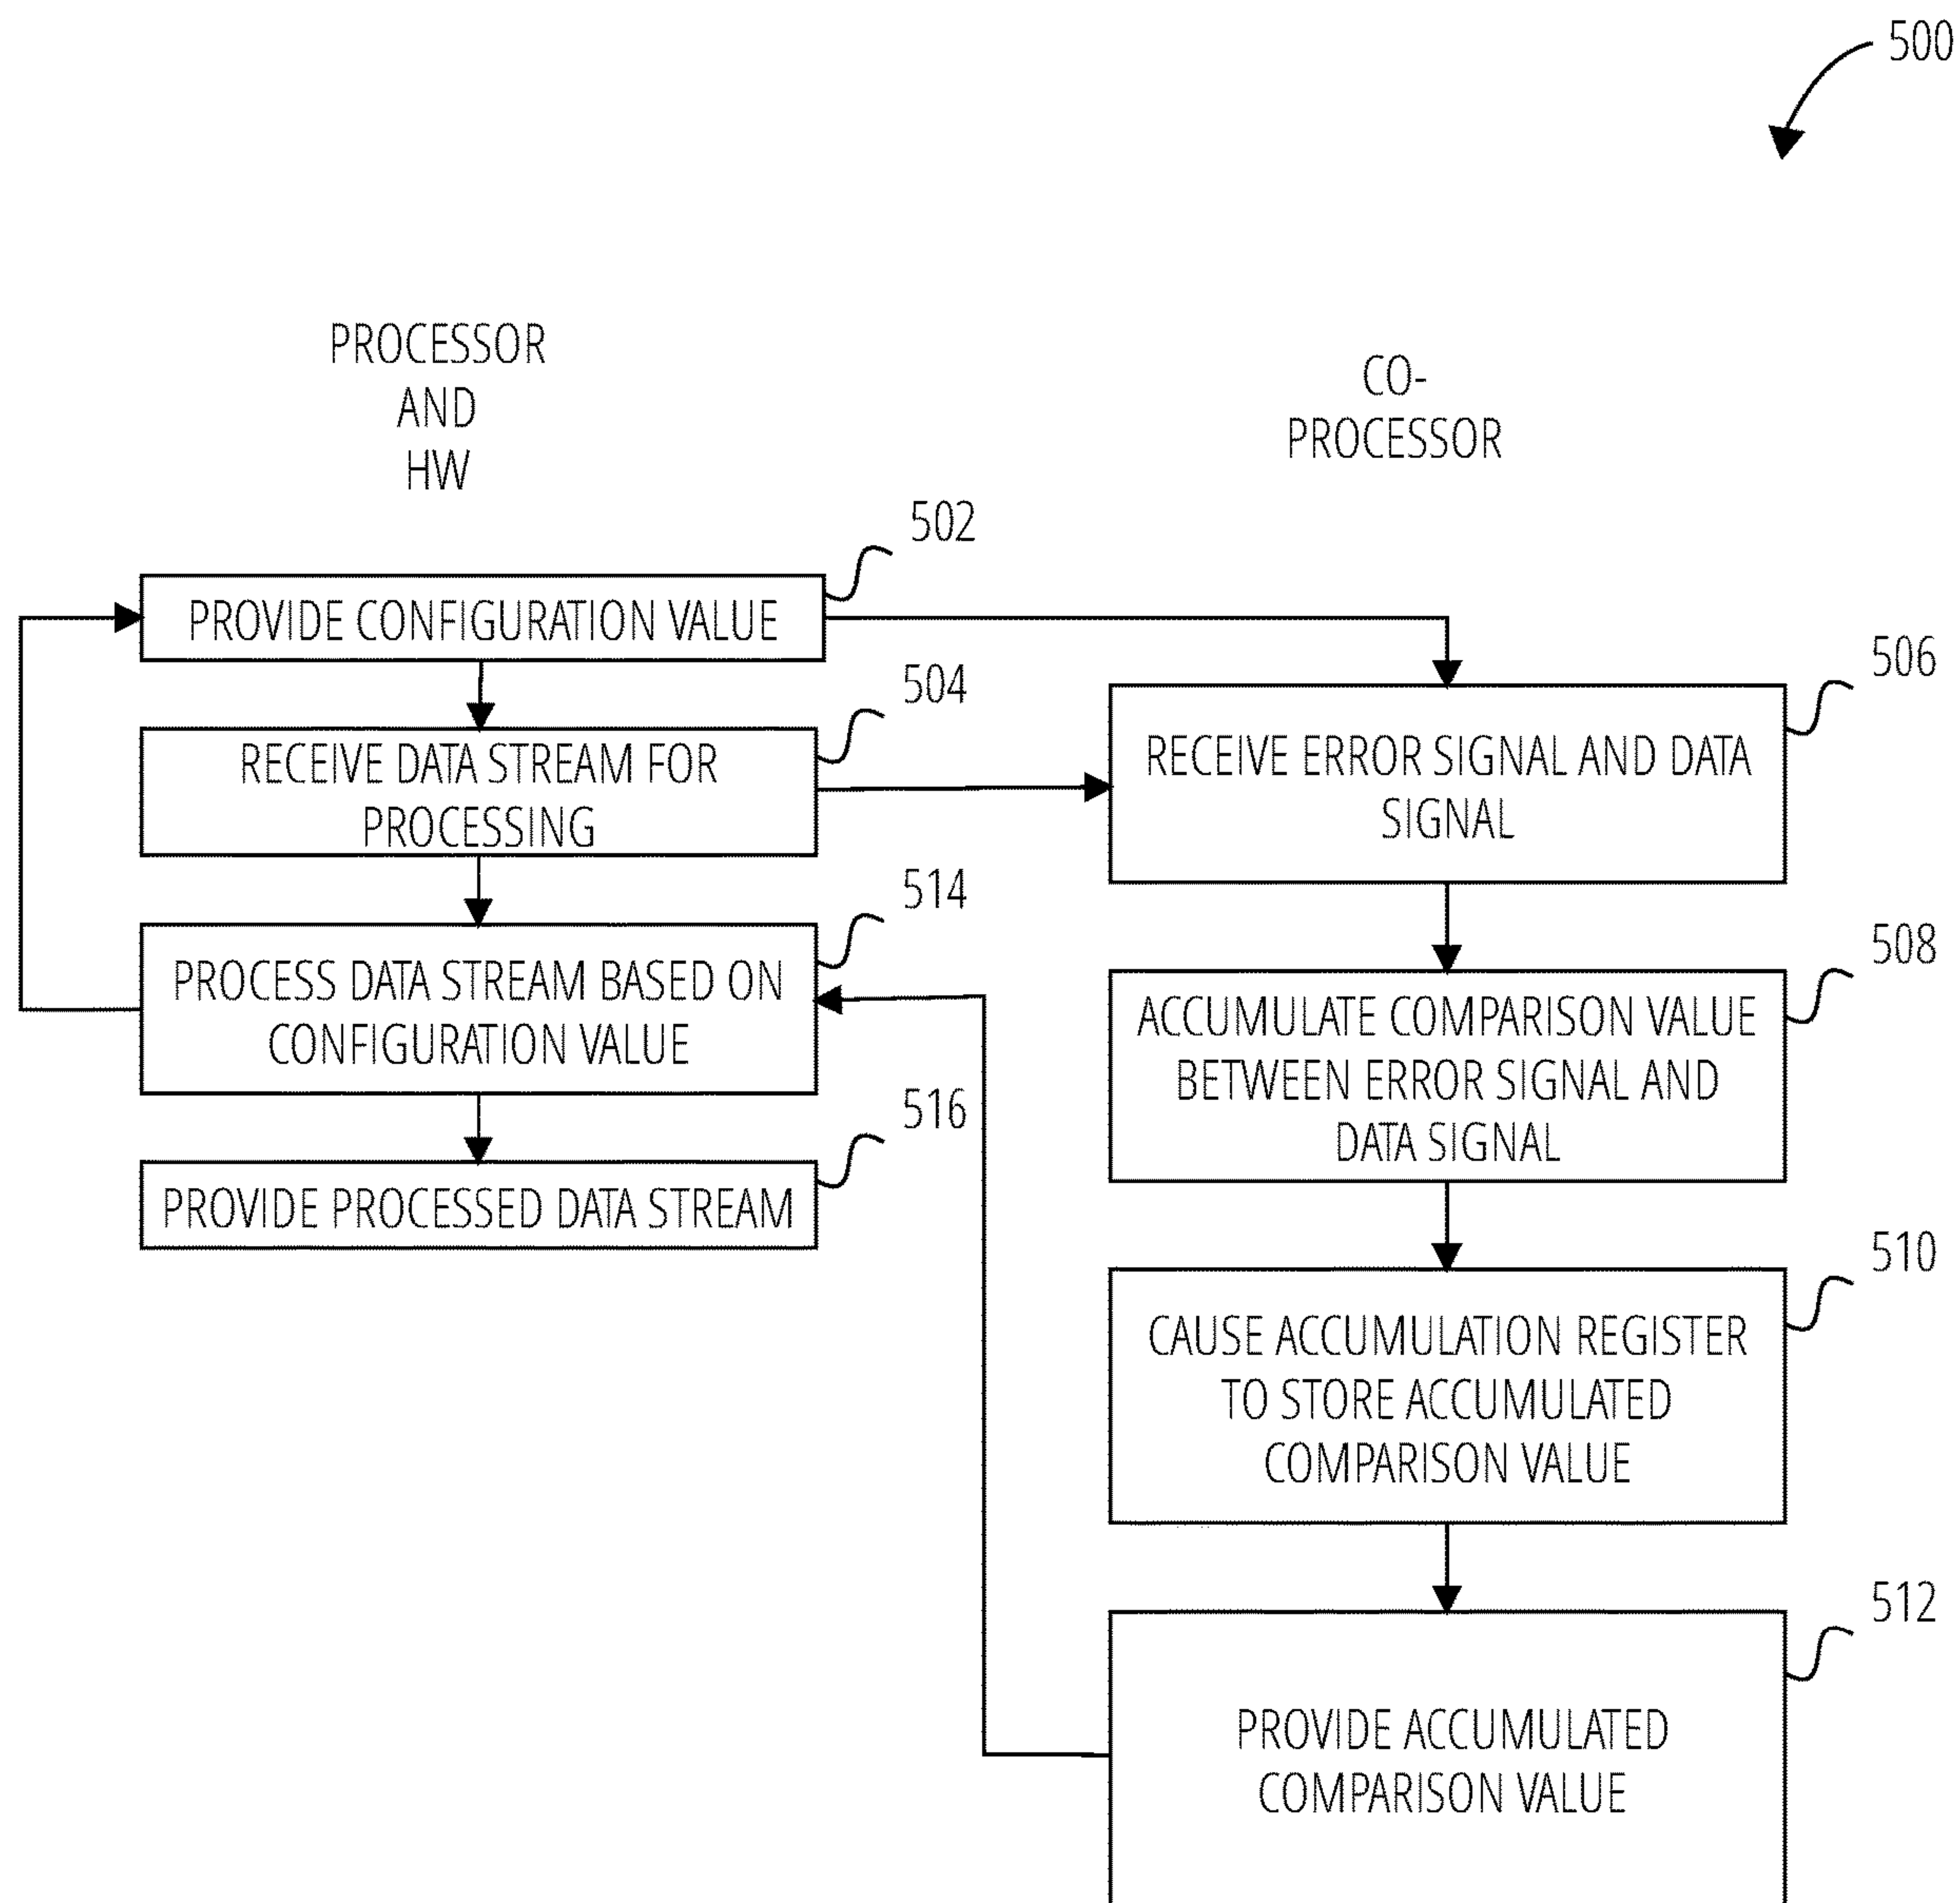 500
PROCESSOR
AND
HW
CO-
PROCESSOR
502
PROVIDE CONFIGURATION VALUE
504
RECEIVE DATA STREAM FOR
PROCESSING
514
PROCESS DATA STREAM BASED ON
CONFIGURATION VALUE
516
PROVIDE PROCESSED DATA STREAM
506
RECEIVE ERROR SIGNAL AND DATA
SIGNAL
508
ACCUMULATE COMPARISON VALUE
BETWEEN ERROR SIGNAL AND
DATA SIGNAL
510
CAUSE ACCUMULATION REGISTER
TO STORE ACCUMULATED
COMPARISON VALUE
512
PROVIDE ACCUMULATED
COMPARISON VALUE